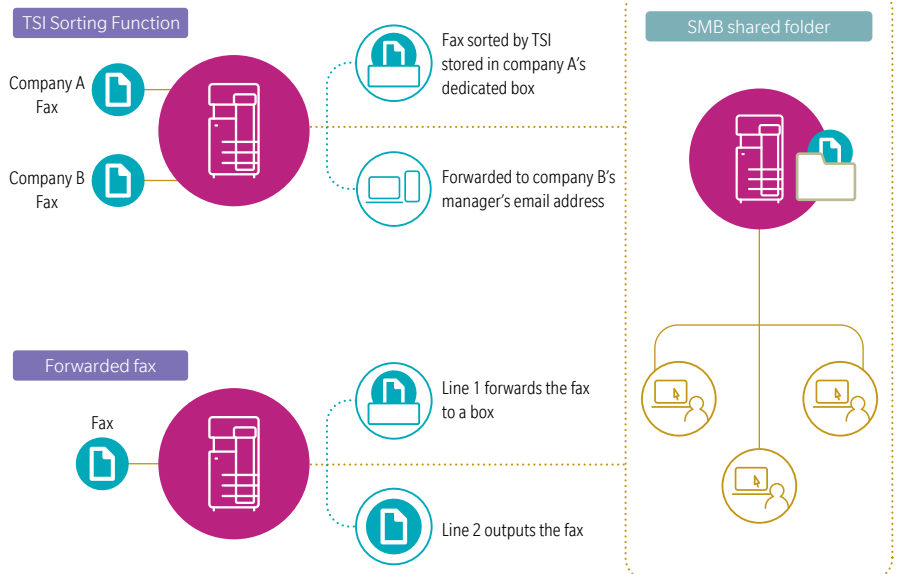 TSI Sorting Function
Company A
Fax
Company B
Fax
Fax sorted by TSI
stored in company A's
dedicated box
Forwarded to company B's
manager's email address
SMB shared folder
Forwarded fax
Fax
Line 1 forwards the fax
to a box
Line 2 outputs the fax